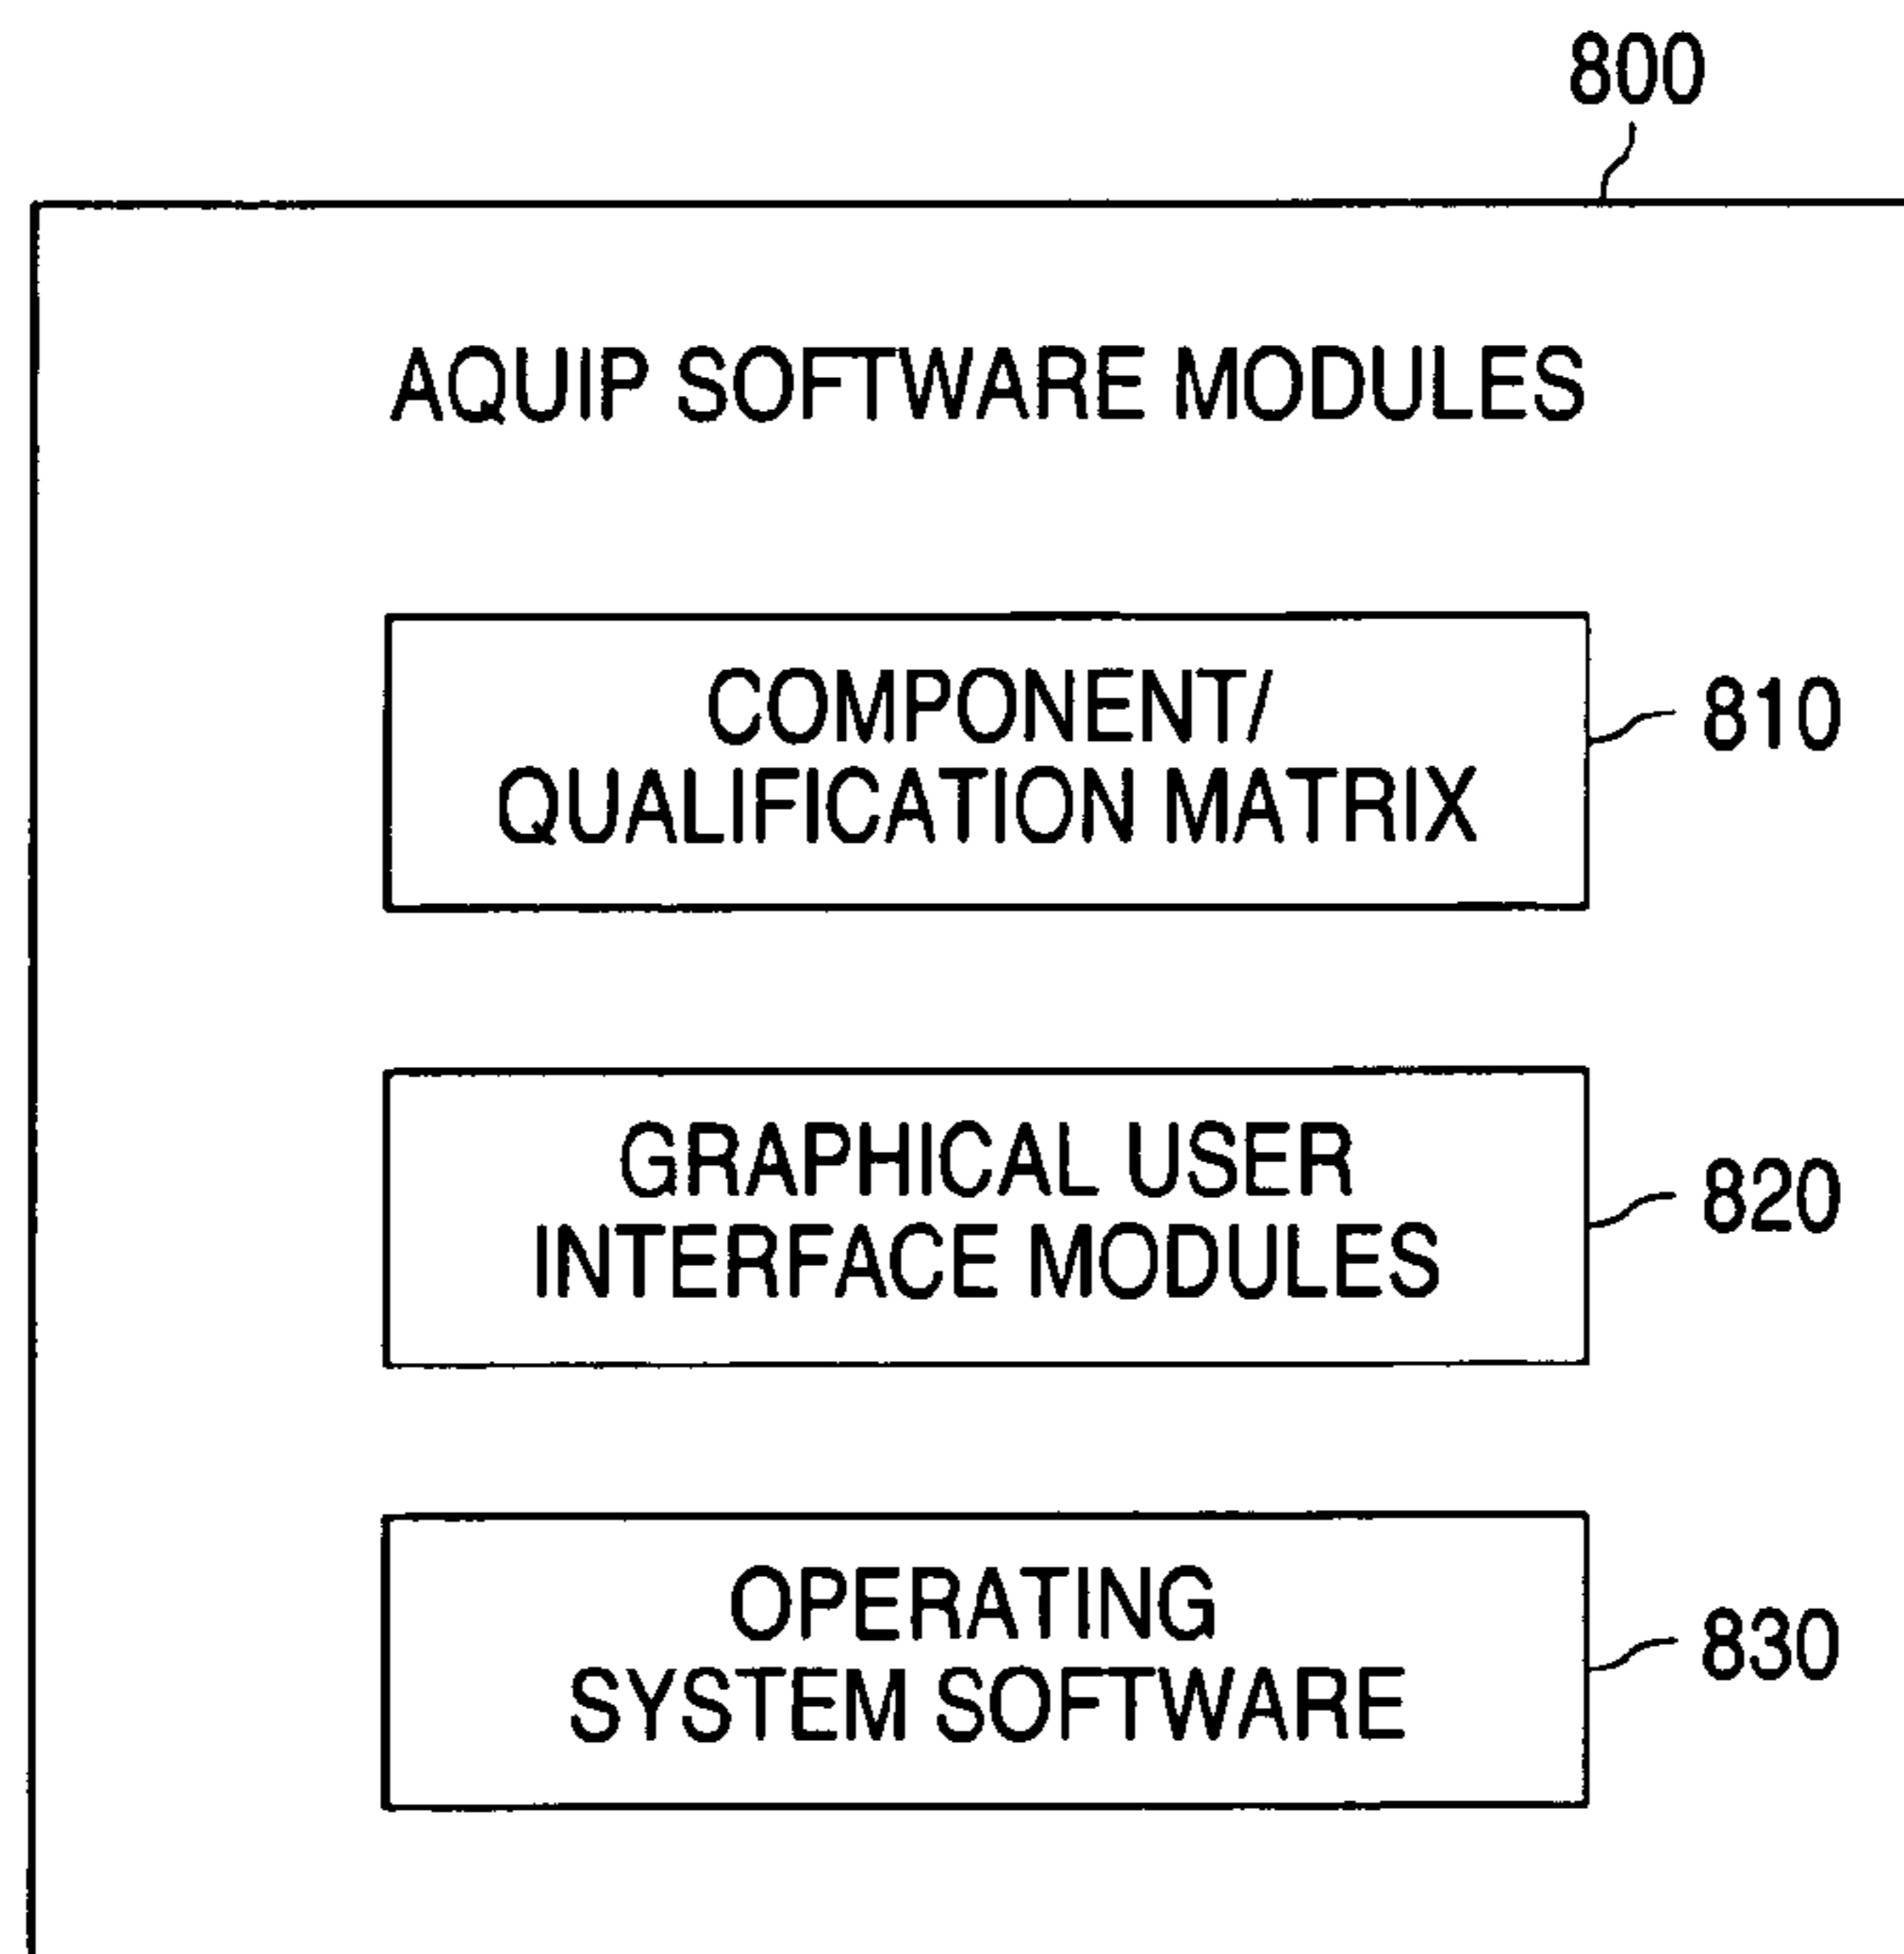 800
AQUIP SOFTWARE MODULES
COMPONENT/
QUALIFICATION MATRIX
810
GRAPHICAL USER
INTERFACE MODULES
820
OPERATING
SYSTEM SOFTWARE
830